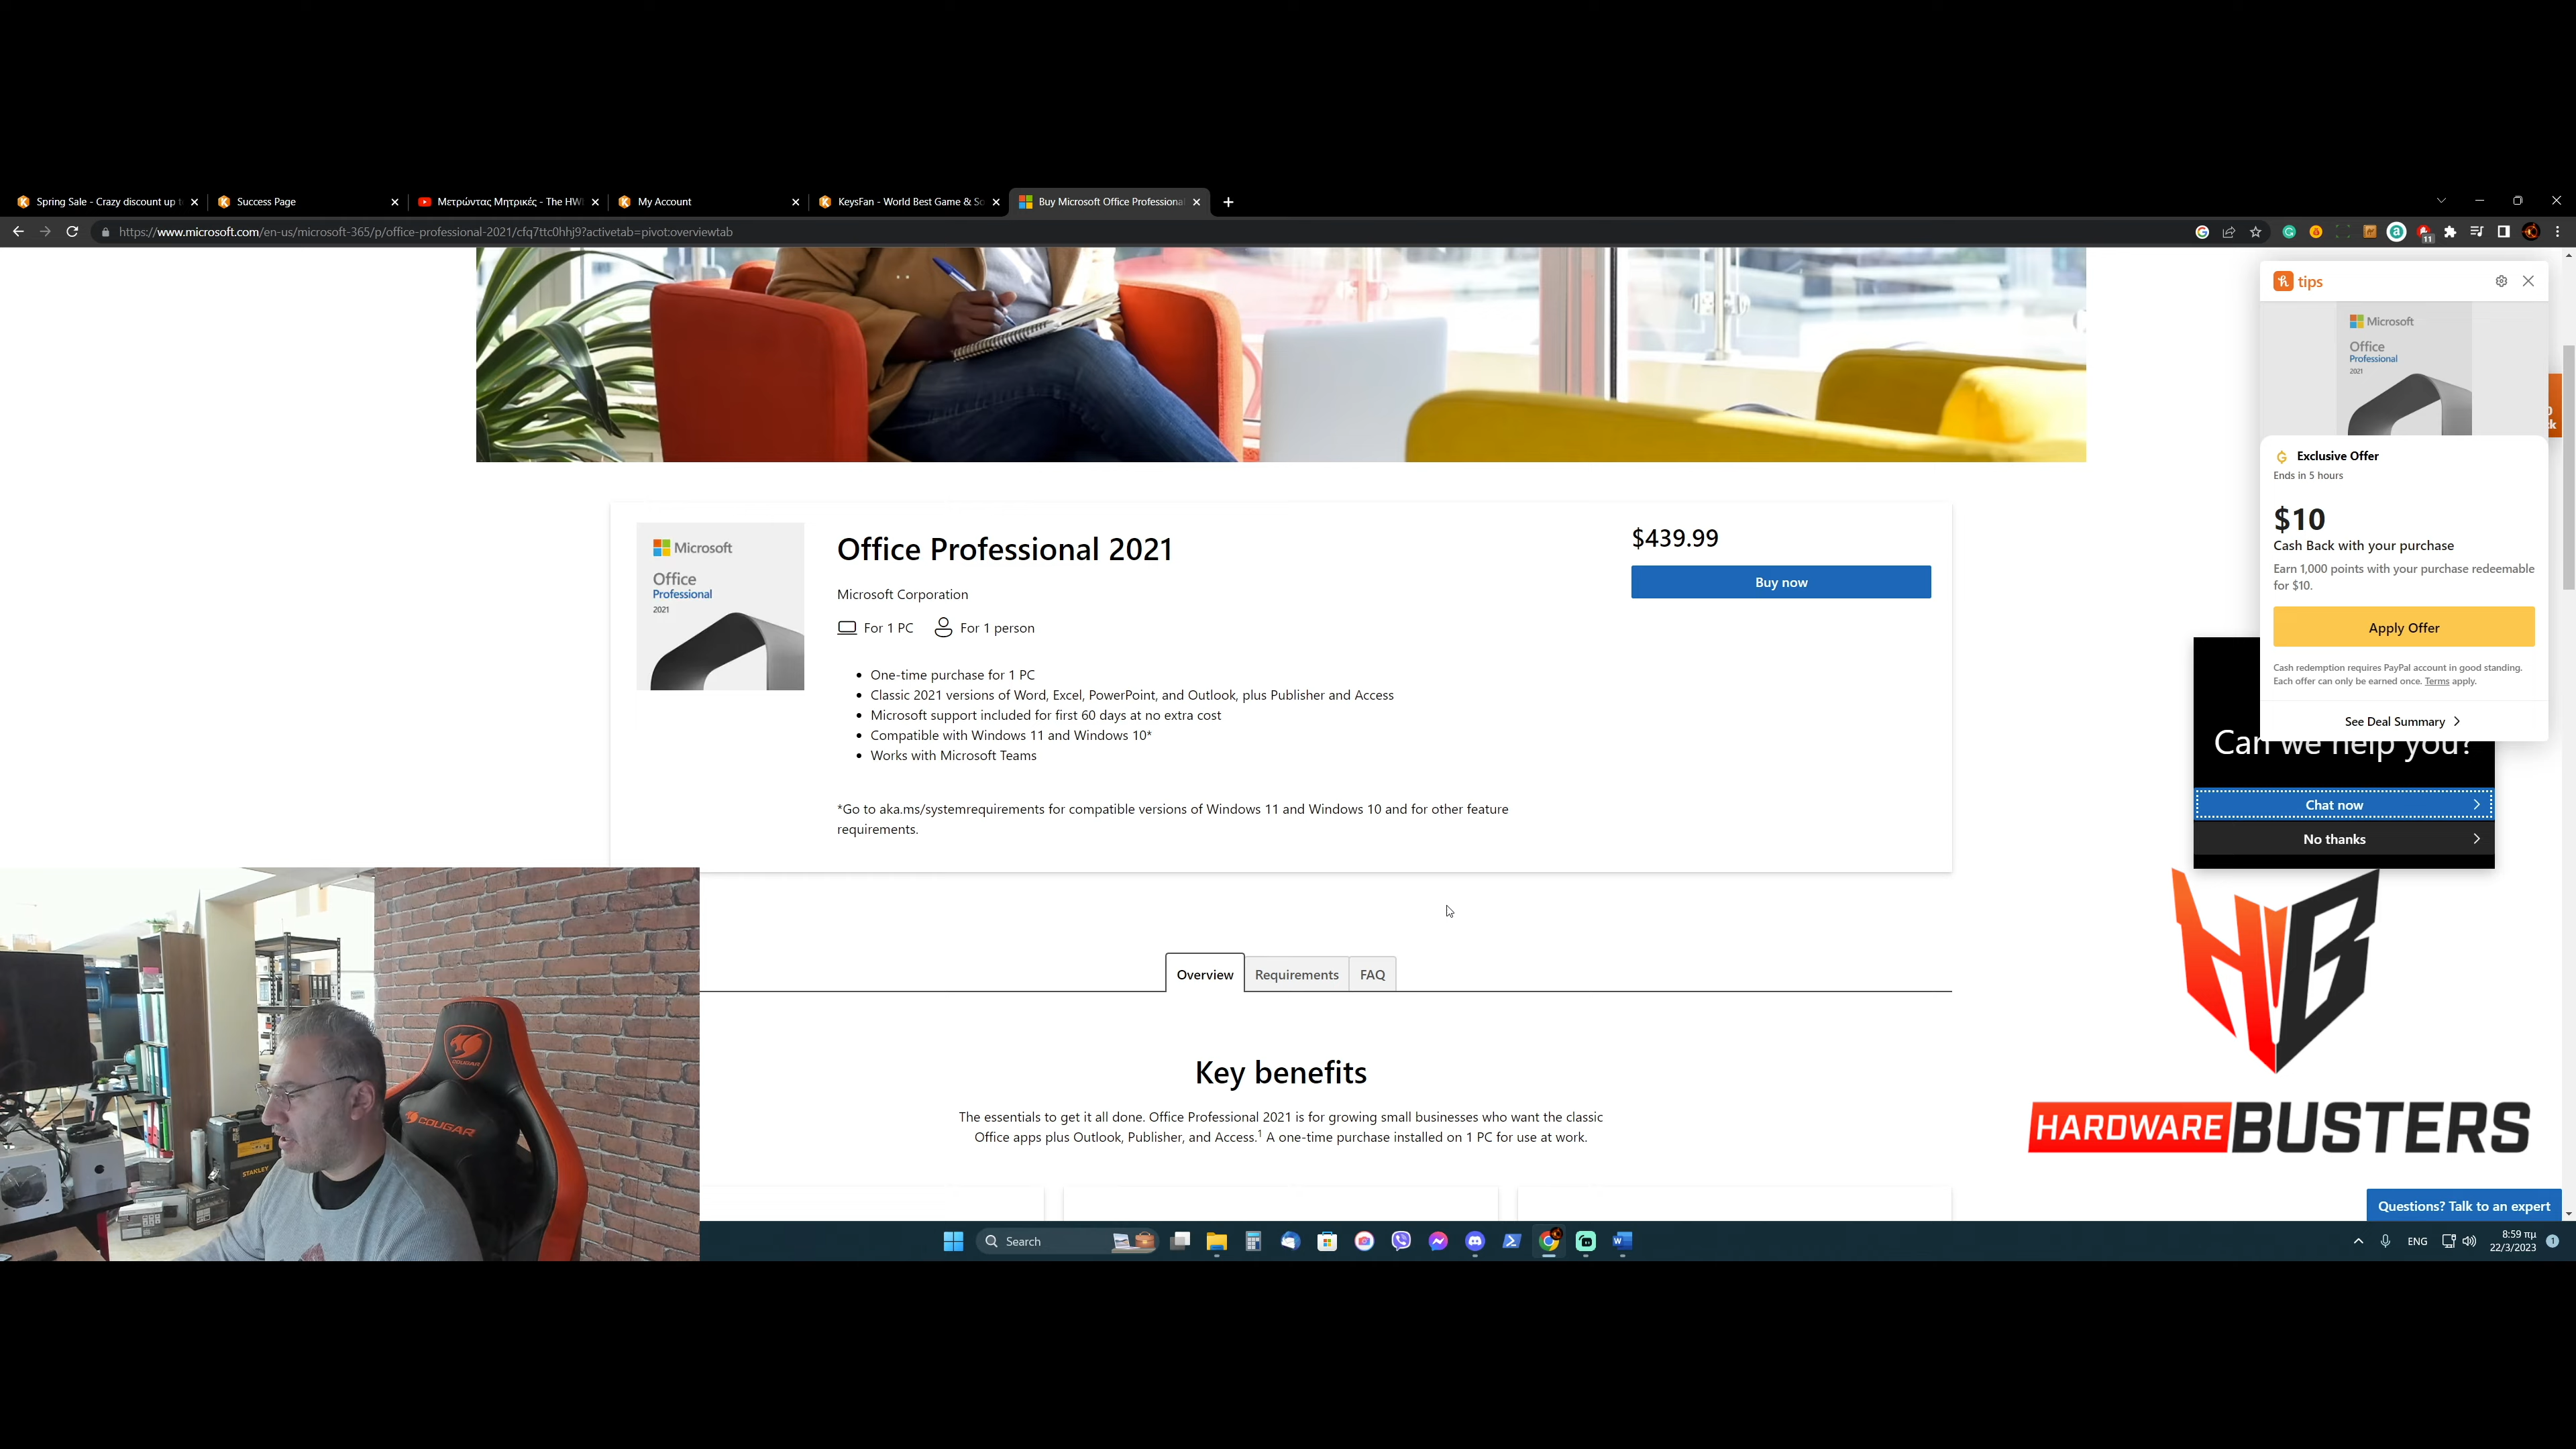 Spring Sale - Crazy discount up t
Success Page
Μετρώντας Μητρικές - The HW
My Account
KeysFan - World Best Game & So
Buy Microsoft Office Professional
https://www.microsoft.com/en-us/microsoft-365/p/office-professional-2021/cfq7ttc0hhj9?activetab=pivot:overviewtab
11
tips
Microsoft
Office
Professional
2021
Exclusive Offer
Ends in 5 hours
$10
Cash Back with your purchase
Earn 1,000 points with your purchase redeemable
for $10.
Apply Offer
Cash redemption requires PayPal account in good standing.
Each offer can only be earned once. Terms apply.
See Deal Summary
Can we help you?
Chat now
No thanks
Microsoft
Office
Professional
2021
Office Professional 2021
$439.99
Buy now
Microsoft Corporation
For 1 PC
For 1 person
• One-time purchase for 1 PC
• Classic 2021 versions of Word, Excel, PowerPoint, and Outlook, plus Publisher and Access
• Microsoft support included for first 60 days at no extra cost
• Compatible with Windows 11 and Windows 10*
• Works with Microsoft Teams
*Go to aka.ms/systemrequirements for compatible versions of Windows 11 and Windows 10 and for other feature
requirements.
Overview
Requirements
FAQ
Key benefits
The essentials to get it all done. Office Professional 2021 is for growing small businesses who want the classic
Office apps plus Outlook, Publisher, and Access.1 A one-time purchase installed on 1 PC for use at work.
COUGAR
COUGAR
STANLEY
HB
HARDWARE BUSTERS
Questions? Talk to an expert
Search
ENG
8:59 πμ
22/3/2023
1